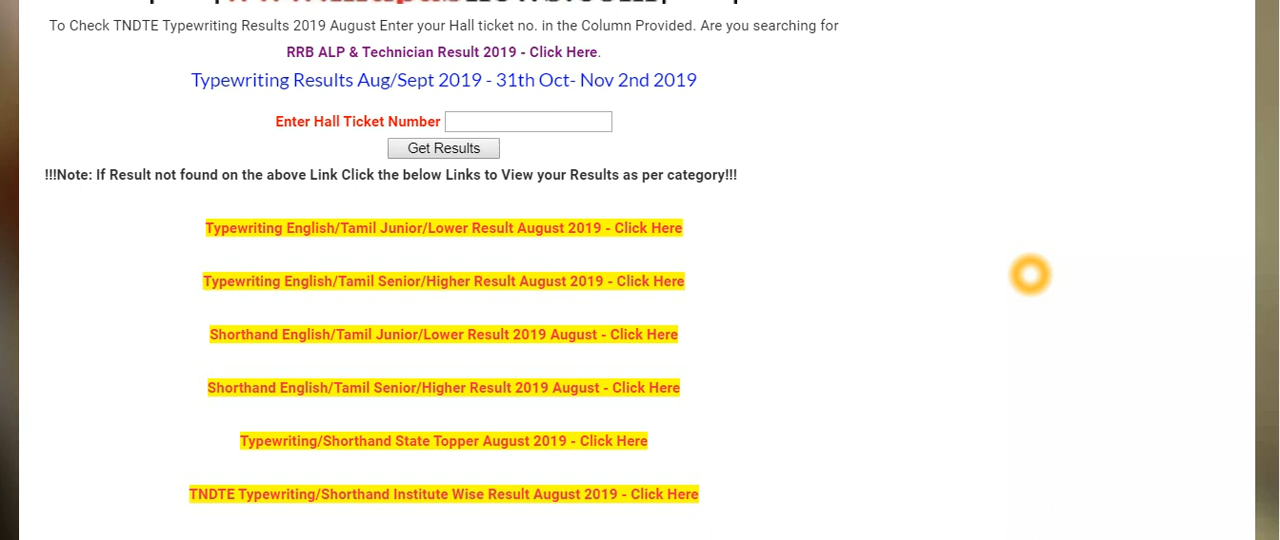 To Check TNDTE Typewriting Results 2019 August Enter your Hall ticket no. in the Column Provided. Are you searching for
RRB ALP & Technician Result 2019 - Click Here.
Typewriting Results Aug/Sept 2019 - 31th Oct- Nov 2nd 2019
Enter Hall Ticket Number
Get Results
!!!Note: If Result not found on the above Link Click the below Links to View your Results as per category!!!
Typewriting English/Tamil Junior/Lower Result August 2019 - Click Here
Typewriting English/Tamil Senior/Higher Result August 2019 - Click Here
Shorthand English/Tamil Junior/Lower Result 2019 August - Click Here
Shorthand English/Tamil Senior/Higher Result 2019 August - Click Here
Typewriting/Shorthand State Topper August 2019 - Click Here
TNDTE Typewriting/Shorthand Institute Wise Result August 2019 - Click Here